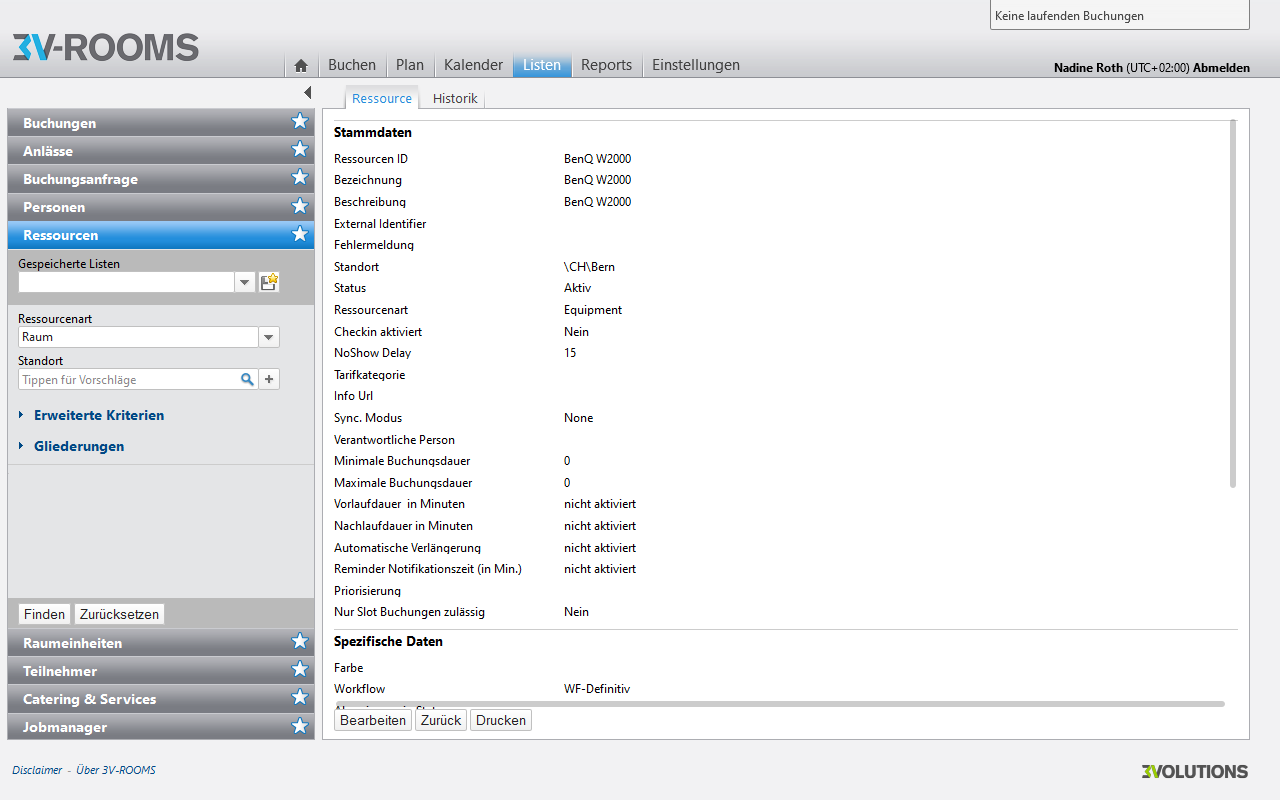 Keine laufenden Buchungen
3V-ROOMS
Buchen Plan Kalender Listen Reports Einstellungen
Nadine Roth (UTC+02:00) Abmelden
Ressource Historik
Buchungen
Anlässe
Buchungsanfrage
Personen
Ressourcen
Gespeicherte Listen
Ressourcenart
Raum
Standort
Tippen für Vorschläge
Erweiterte Kriterien
Gliederungen
Finden Zurücksetzen
Raumeinheiten
Teilnehmer
Catering & Services
Jobmanager
Stammdaten
Ressourcen ID BenQ W2000
Bezeichnung BenQ W2000
Beschreibung BenQ W2000
External Identifier
Fehlermeldung
Standort \CH\Bern
Status Aktiv
Ressourcenart Equipment
Checkin aktiviert Nein
NoShow Delay 15
Tarifkategorie
Info Url
Sync. Modus None
Verantwortliche Person
Minimale Buchungsdauer 0
Maximale Buchungsdauer 0
Vorlaufdauer in Minuten nicht aktiviert
Nachlaufdauer in Minuten nicht aktiviert
Automatische Verlängerung nicht aktiviert
Reminder Notifikationszeit (in Min.) nicht aktiviert
Priorisierung
Nur Slot Buchungen zulässig Nein
Spezifische Daten
Farbe
Workflow WF-Definitiv
Bearbeiten Zurück Drucken
Disclaimer - Über 3V-ROOMS
3VOLUTIONS